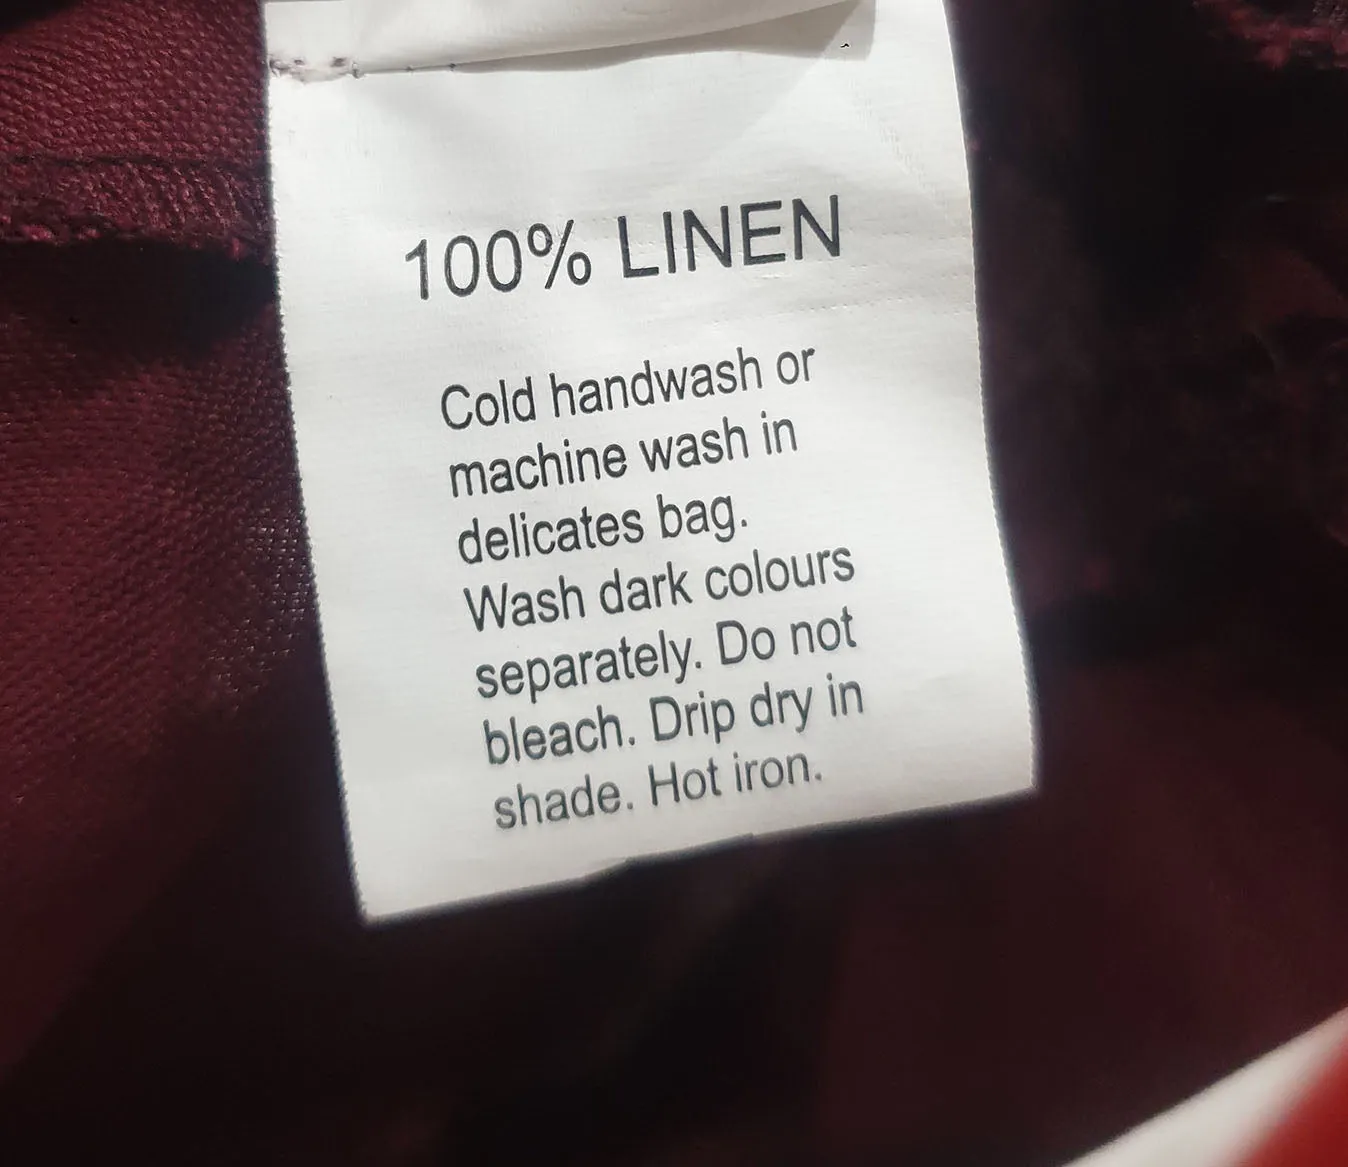 100% LINEN
Cold handwash or
machine wash in
delicates bag.
Wash dark colours
separately. Do not
bleach. Drip dry in
shade. Hot iron.